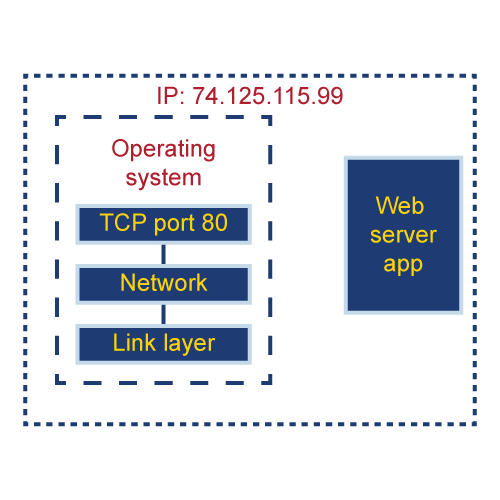 IP: 74.125.115.99
Operating
system
TCP port 80
Network
Link layer
Web
server
app